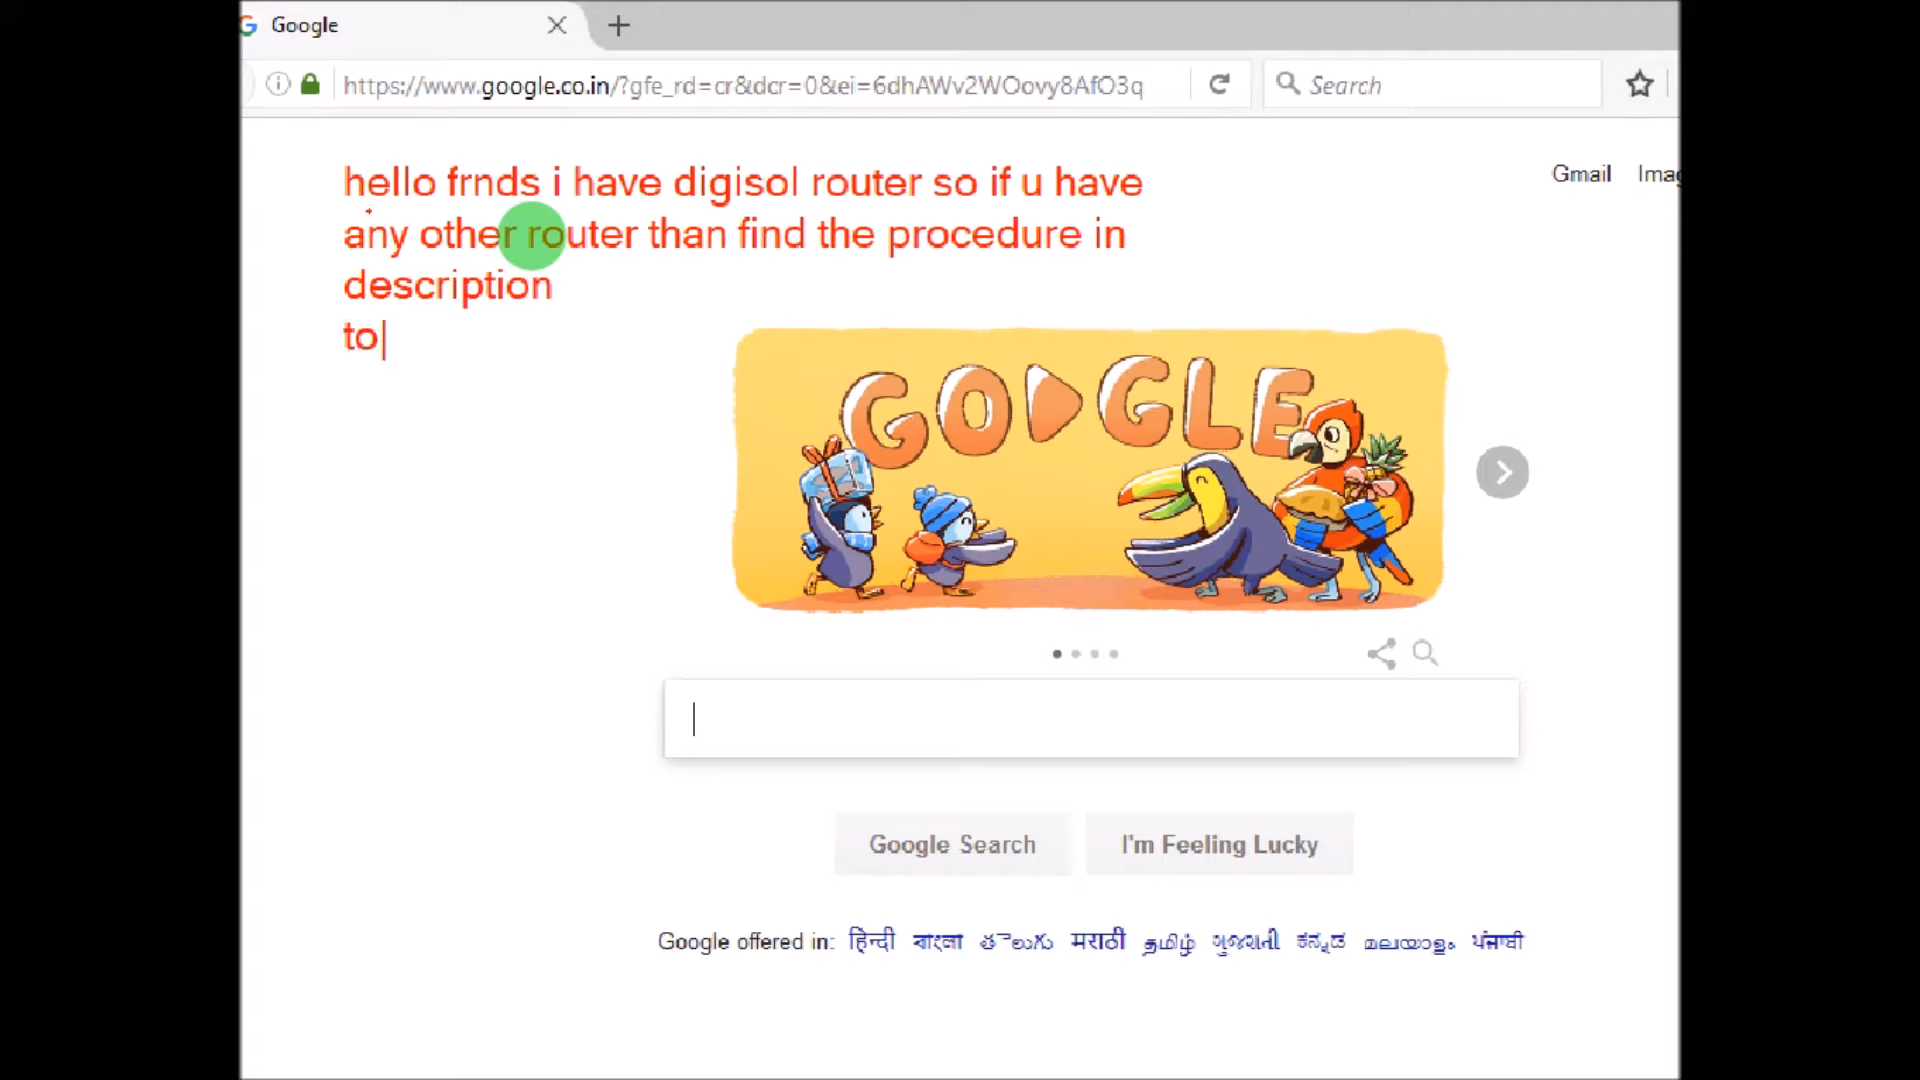 Google
https://www.google.co.in/?gfe_rd=cr&dcr=0&ei=6dhAWv2WOovy8AfO3q
Search
Gmail Imag
hello frnds i have digisol router so if u have
any other router than find the procedure in
description
to
GOOGLE
Google Search
I'm Feeling Lucky
Google offered in: हिन्दी বাংলা తెలుగు मराठी தமிழ் ગુજરાતી ಕನ್ನಡ മലയാളം ਪੰਜਾਬੀ